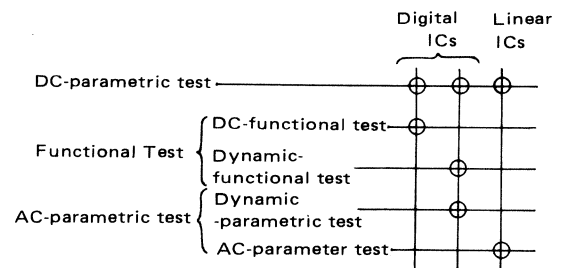 Digital
ICs
Linear
ICs
DC-parametric test
Functional Test
DC-functional test
Dynamic-
functional test
AC-parametric test
Dynamic
-parametric test
AC-parameter test